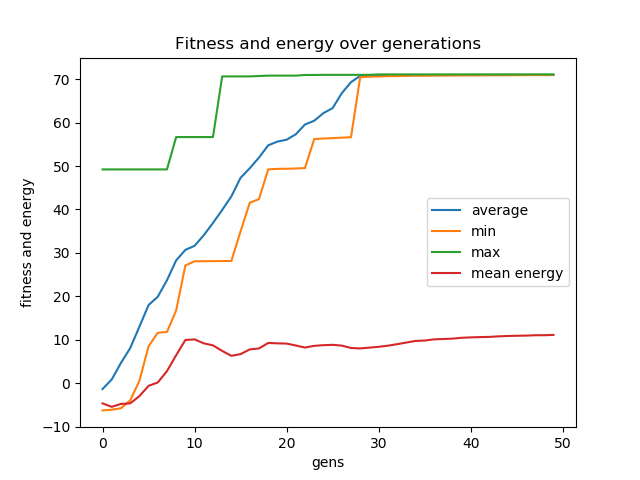 Fitness and energy over generations
fitness and energy
70
60
50
40
30
20
10
0
−10
average
min
max
mean energy
0 10 20 30 40 50
gens